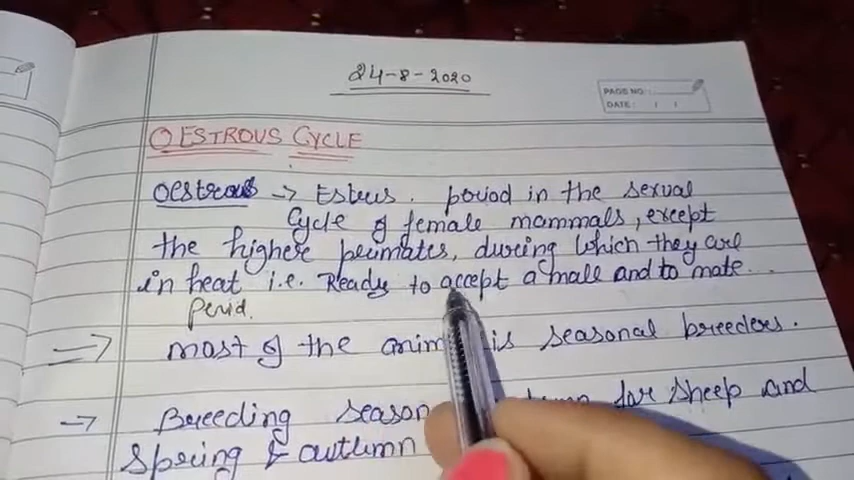 24-8-2020
PAGE NO.:
DATE: / /
OESTROUS CYCLE
Oestrous → Estrus. period in the sexual
Cycle of female mammals, except
the higher primates, during which they are
in heat i.e. Ready to accept a male and to mate..
Perid.
⇒ most of the anim is seasonal breeders.
→ Breeding season for sheep and
Spring & autumn